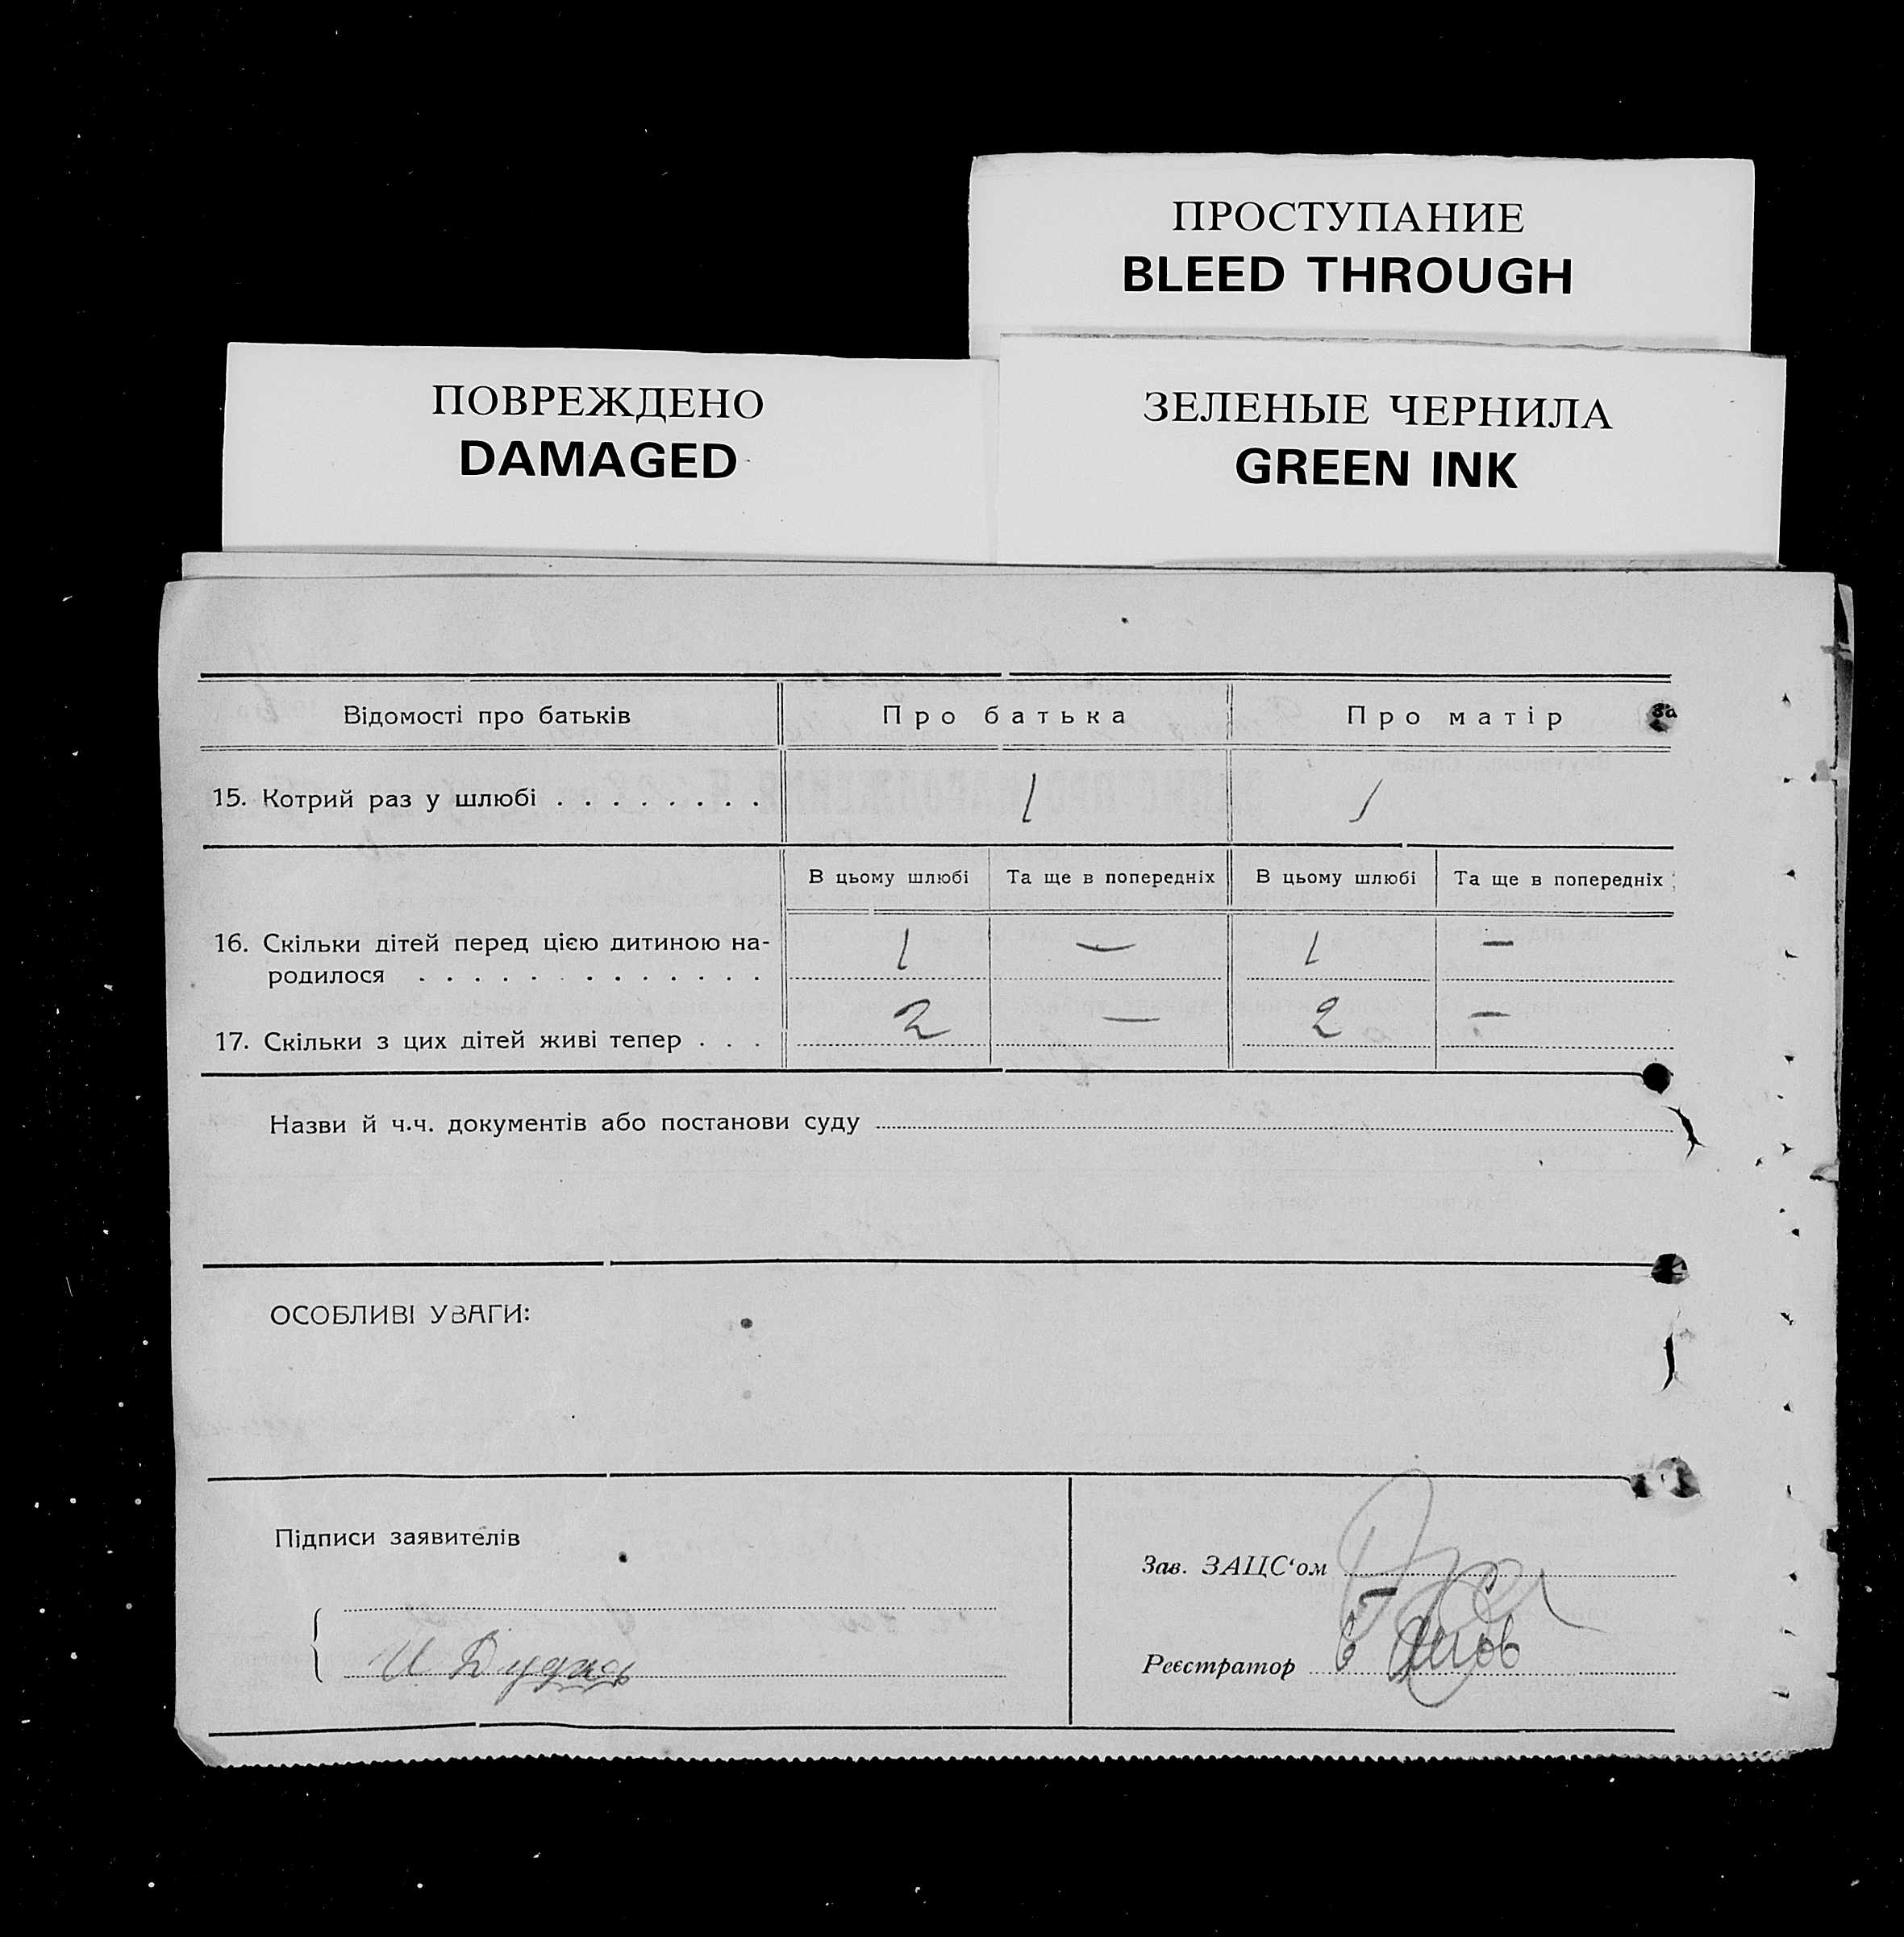 ПРОСТУПАНИЕ
BLEED THROUGH
ПОВРЕЖДЕНО
DAMAGED
ЗЕЛЕНЫЕ ЧЕРНИЛА
GREEN INK
Відомості про батьків Про батька Про матір за
15. Котрий раз у шлюбі . . . . . . . . 1 1
В цьому шлюбі Та ще в попередніх В цьому шлюбі Та ще в попередніх
16. Скільки дітей перед цією дитиною на- 1 — 1 —
родилося . . . . . . . . . . . . .
17. Скільки з цих дітей живі тепер . . . 2 — 2 —
Назви й ч.ч. документів або постанови суду
ОСОБЛИВІ УВАГИ:
Підписи заявителів
Зав. ЗАЦС‘ом
И
Реєстратор